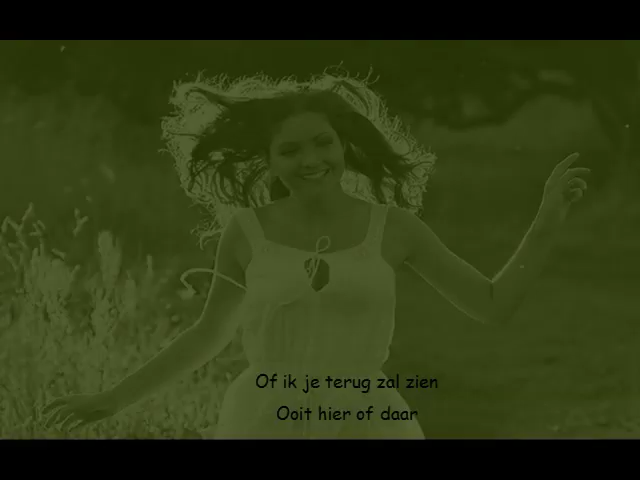 Of ik je terug zal zien
Ooit hier of daar